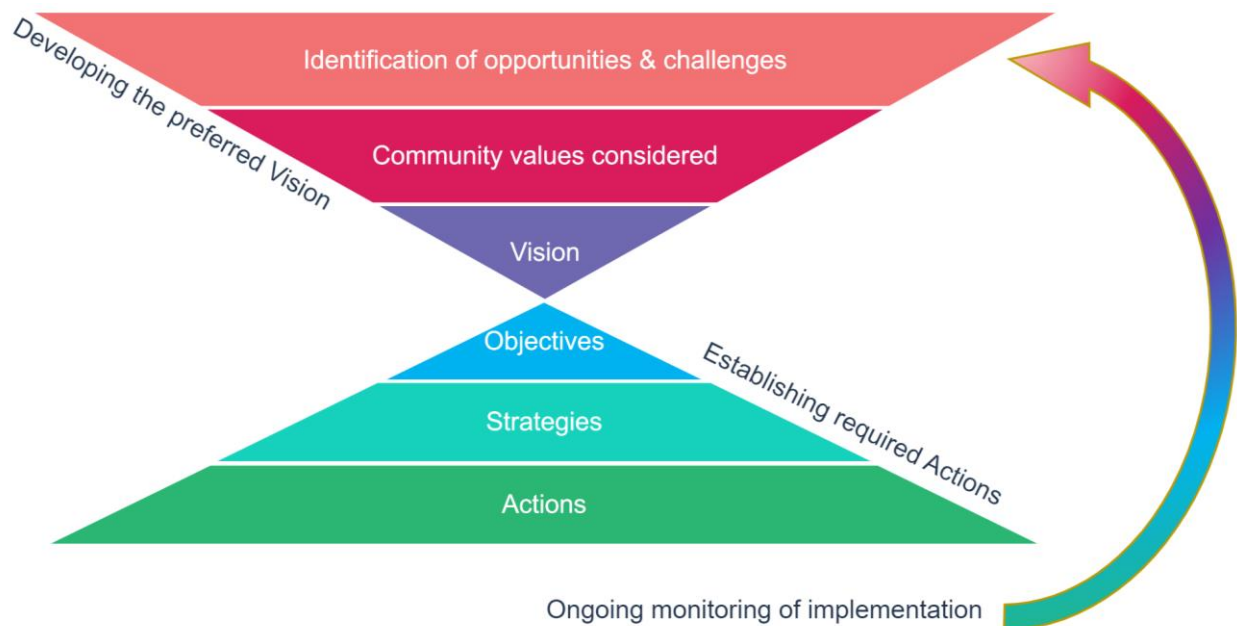 Developing the preferred Vision
Identification of opportunities & challenges
Community values considered
Vision
Objectives
Establishing required Actions
Strategies
Actions
Ongoing monitoring of implementation